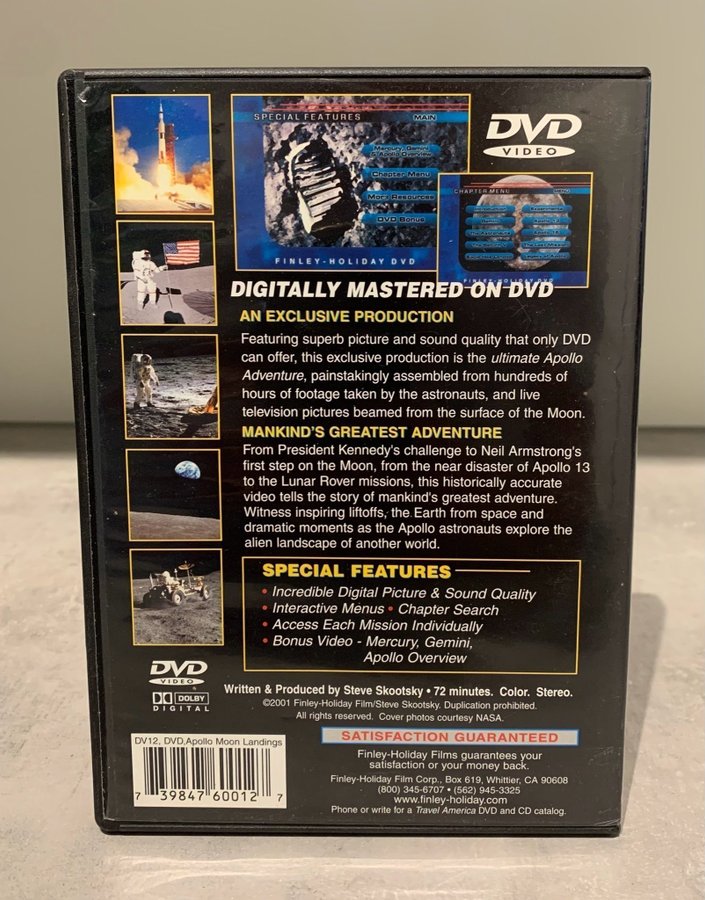 SPECIAL FEATURES
MAIN
Mercury, Gemini
& Apollo Overview
Chapter Menu
More Resources
DVD Bonus
FINLEY-HOLIDAY DVD
DVD
VIDEO
CHAPTER MENU
MENU
FINLEY-HOLIDAY DVD
DIGITALLY MASTERED ON DVD
AN EXCLUSIVE PRODUCTION
Featuring superb picture and sound quality that only DVD
can offer, this exclusive production is the ultimate Apollo
Adventure, painstakingly assembled from hundreds of
hours of footage taken by the astronauts, and live
television pictures beamed from the surface of the Moon.
MANKIND'S GREATEST ADVENTURE
From President Kennedy's challenge to Neil Armstrong's
first step on the Moon, from the near disaster of Apollo 13
to the Lunar Rover missions, this historically accurate
video tells the story of mankind's greatest adventure.
Witness inspiring liftoffs, the Earth from space and
dramatic moments as the Apollo astronauts explore the
alien landscape of another world.
SPECIAL FEATURES
• Incredible Digital Picture & Sound Quality
• Interactive Menus • Chapter Search
• Access Each Mission Individually
• Bonus Video - Mercury, Gemini,
Apollo Overview
DVD
VIDEO
DOLBY
DIGITAL
Written & Produced by Steve Skootsky • 72 minutes. Color. Stereo.
©2001 Finley-Holiday Film/Steve Skootsky. Duplication prohibited.
All rights reserved. Cover photos courtesy NASA.
SATISFACTION GUARANTEED
Finley-Holiday Films guarantees your
satisfaction or your money back.
Finley-Holiday Film Corp., Box 619, Whittier, CA 90608
(800) 345-6707 • (562) 945-3325
www.finley-holiday.com
Phone or write for a Travel America DVD and CD catalog.
DV12, DVD,Apollo Moon Landings
7 39847 60012 7